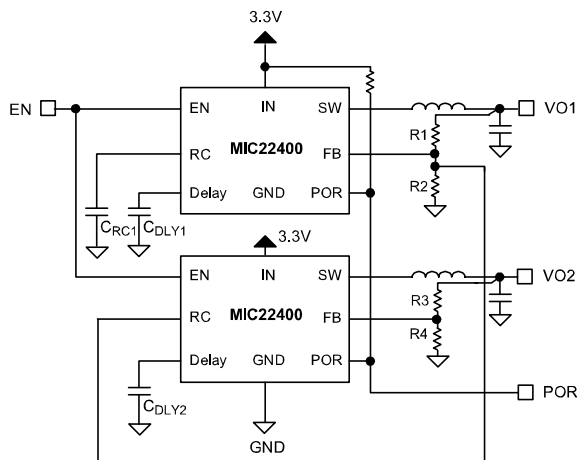 3.3V
EN
EN
IN
SW
VO1
R1
RC
MIC22400
FB
R2
Delay
GND
POR
CRC1
CDLY1
3.3V
EN
IN
SW
VO2
R3
RC
MIC22400
FB
R4
Delay
GND
POR
CDLY2
POR
GND